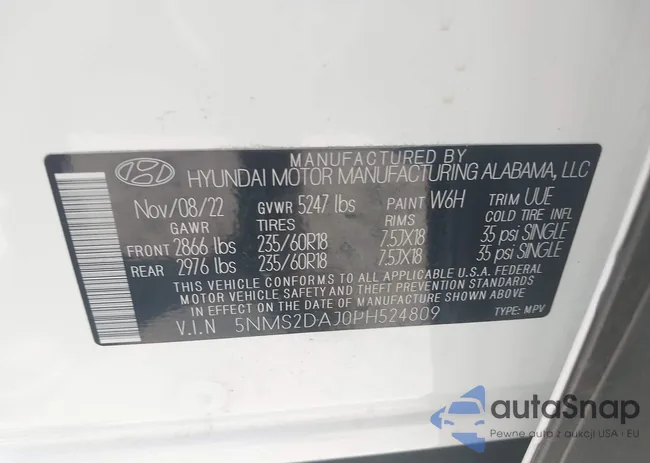 MANUFACTURED BY
HYUNDAI MOTOR MANUFACTURING ALABAMA, LLC
Nov/08/22 GVWR 5247 lbs PAINT W6H TRIM UUE
GAWR TIRES RIMS COLD TIRE INFL
FRONT 2866 lbs 235/60R18 7.5JX18 35 psi SINGLE
REAR 2976 lbs 235/60R18 7.5JX18 35 psi SINGLE
THIS VEHICLE CONFORMS TO ALL APPLICABLE U.S.A. FEDERAL
MOTOR VEHICLE SAFETY AND THEFT PREVENTION STANDARDS
IN EFFECT ON THE DATE OF MANUFACTURE SHOWN ABOVE.
V.I.N 5NMS2DAJ0PH524809 TYPE: MPV
autoSnap
Pewne auta z aukcji USA - EU